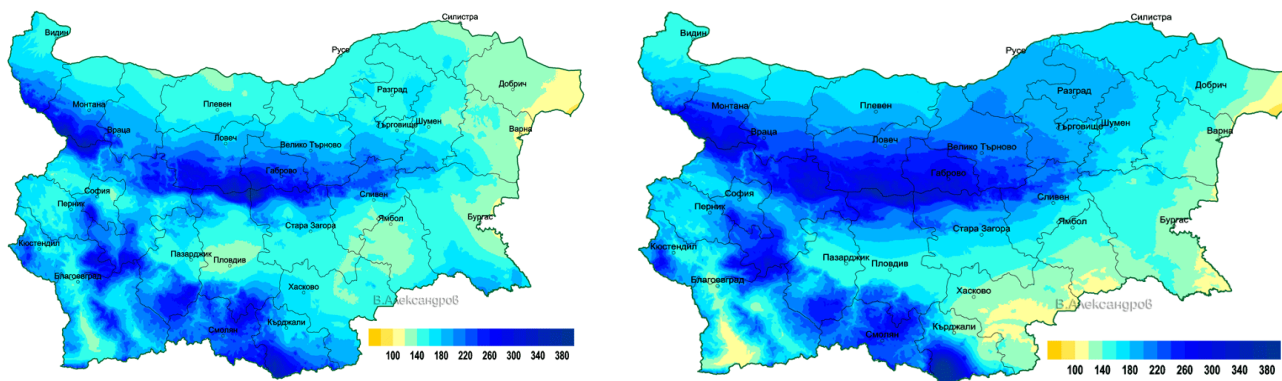 Силистра
Видин
Русе
Добрич
Разград
Монтана
Плевен
Варна
Търговище
Шумен
Враца
Ловеч
Велико Търново
Габрово
София
Сливен
Перник
Ямбол
Бургас
Стара Загора
Кюстендил
Пазарджик
Пловдив
Благоевград
Хасково
В.Александров
Кърджали
Смолян
100 140 180 220 260 300 340 380
Силистра
Видин
Русе
Добрич
Разград
Монтана
Плевен
Шумен
Търговище
Варна
Враца
Ловеч
Велико Търново
Габрово
София
Сливен
Перник
Ямбол
Бургас
Стара Загора
Кюстендил
Пазарджик
Пловдив
Благоевград
Хасково
В.Александров
Кърджали
Смолян
100 140 180 220 260 300 340 380